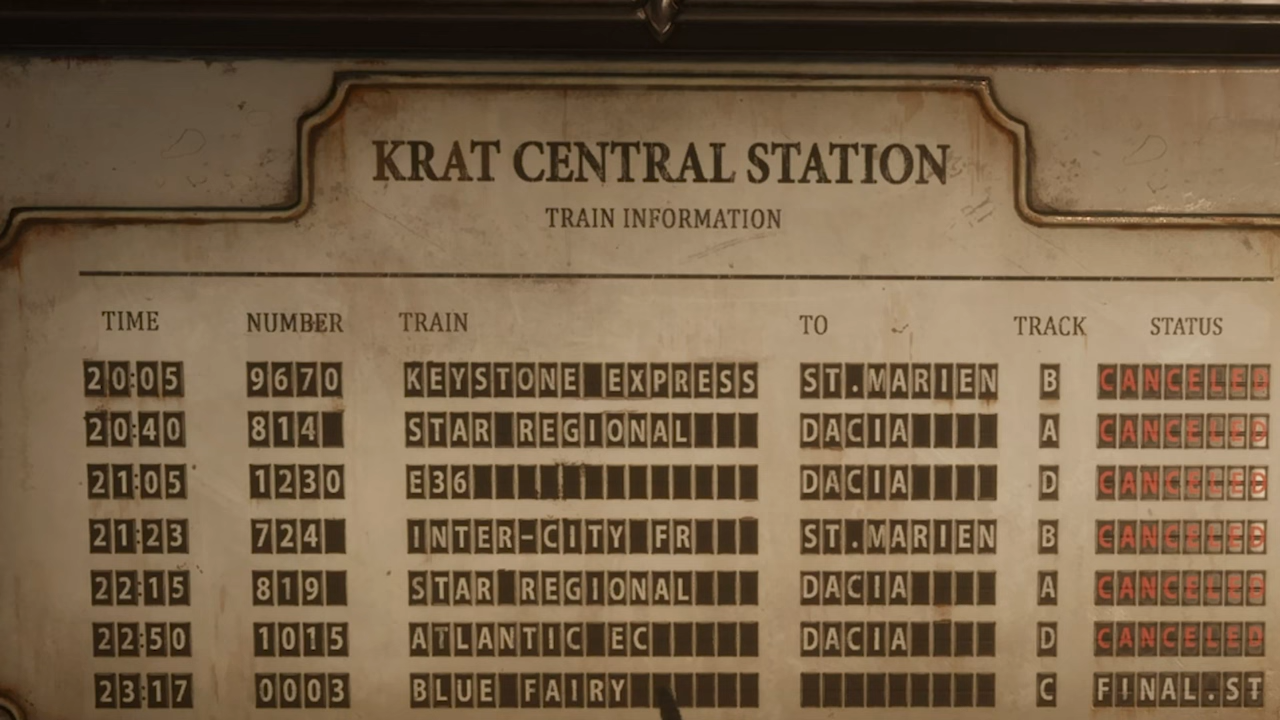 KRAT CENTRAL STATION
TRAIN INFORMATION
TIME NUMBER TRAIN TO TRACK STATUS
20:05 9670 KEYSTONE EXPRESS ST.MARIEN B CANCELED
20:40 814 STAR REGIONAL DACIA A CANCELED
21:05 1230 E36 DACIA D CANCELED
21:23 724 INTER-CITY FR ST.MARIEN B CANCELED
22:15 819 STAR REGIONAL DACIA A CANCELED
22:50 1015 ATLANTIC EC DACIA D CANCELED
23:17 0003 BLUE FAIRY C FINAL.ST